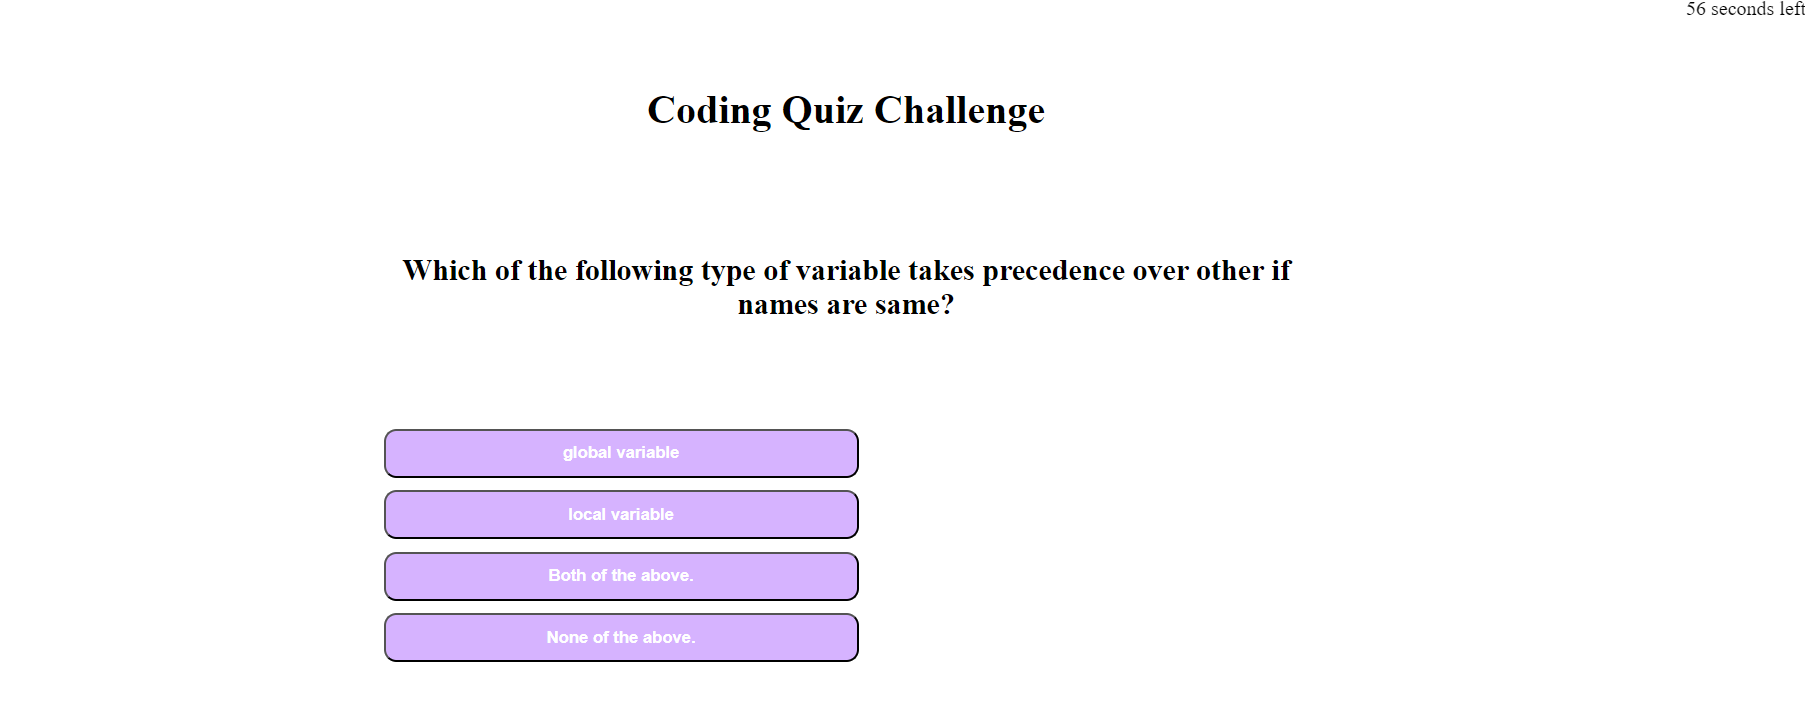 56 seconds left
Coding Quiz Challenge
Which of the following type of variable takes precedence over other if
names are same?
global variable
local variable
Both of the above.
None of the above.